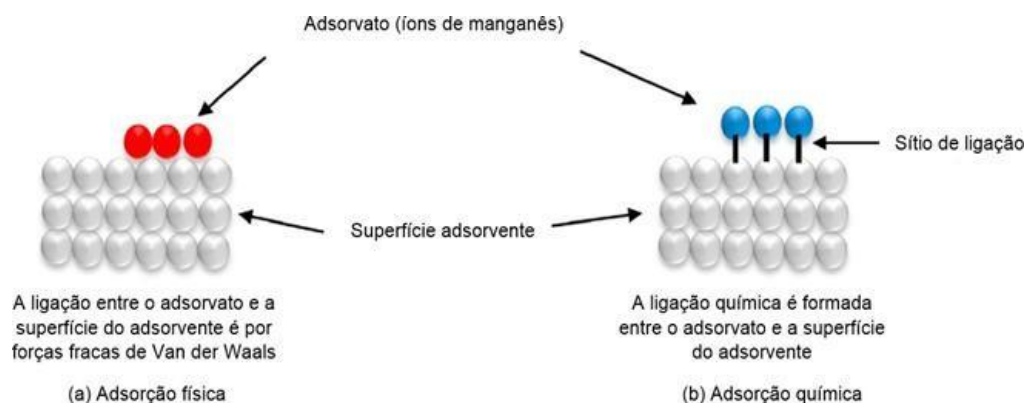 Adsorvato (íons de manganês)
Sítio de ligação
Superfície adsorvente
A ligação entre o adsorvato e a
superfície do adsorvente é por
forças fracas de Van der Waals
(a) Adsorção física
A ligação química é formada
entre o adsorvato e a superfície
do adsorvente
(b) Adsorção química